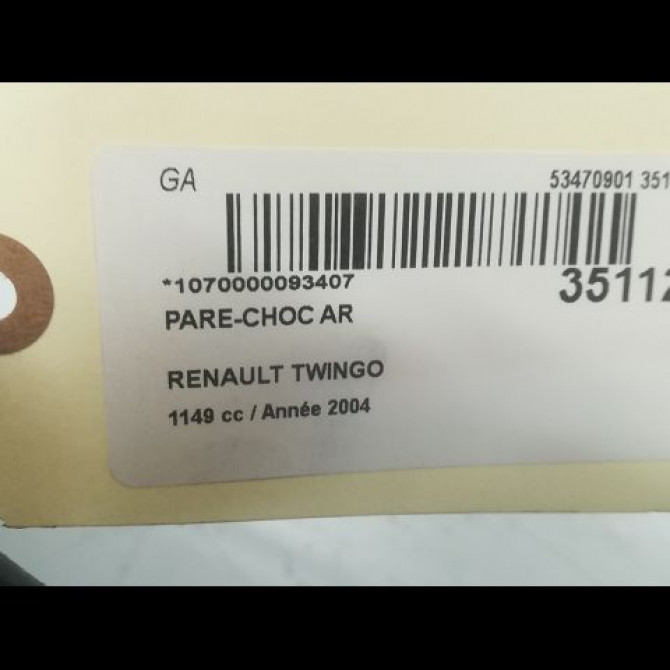 GA
53470901 351
*1070000093407
35112
PARE-CHOC AR
RENAULT TWINGO
1149 cc / Année 2004